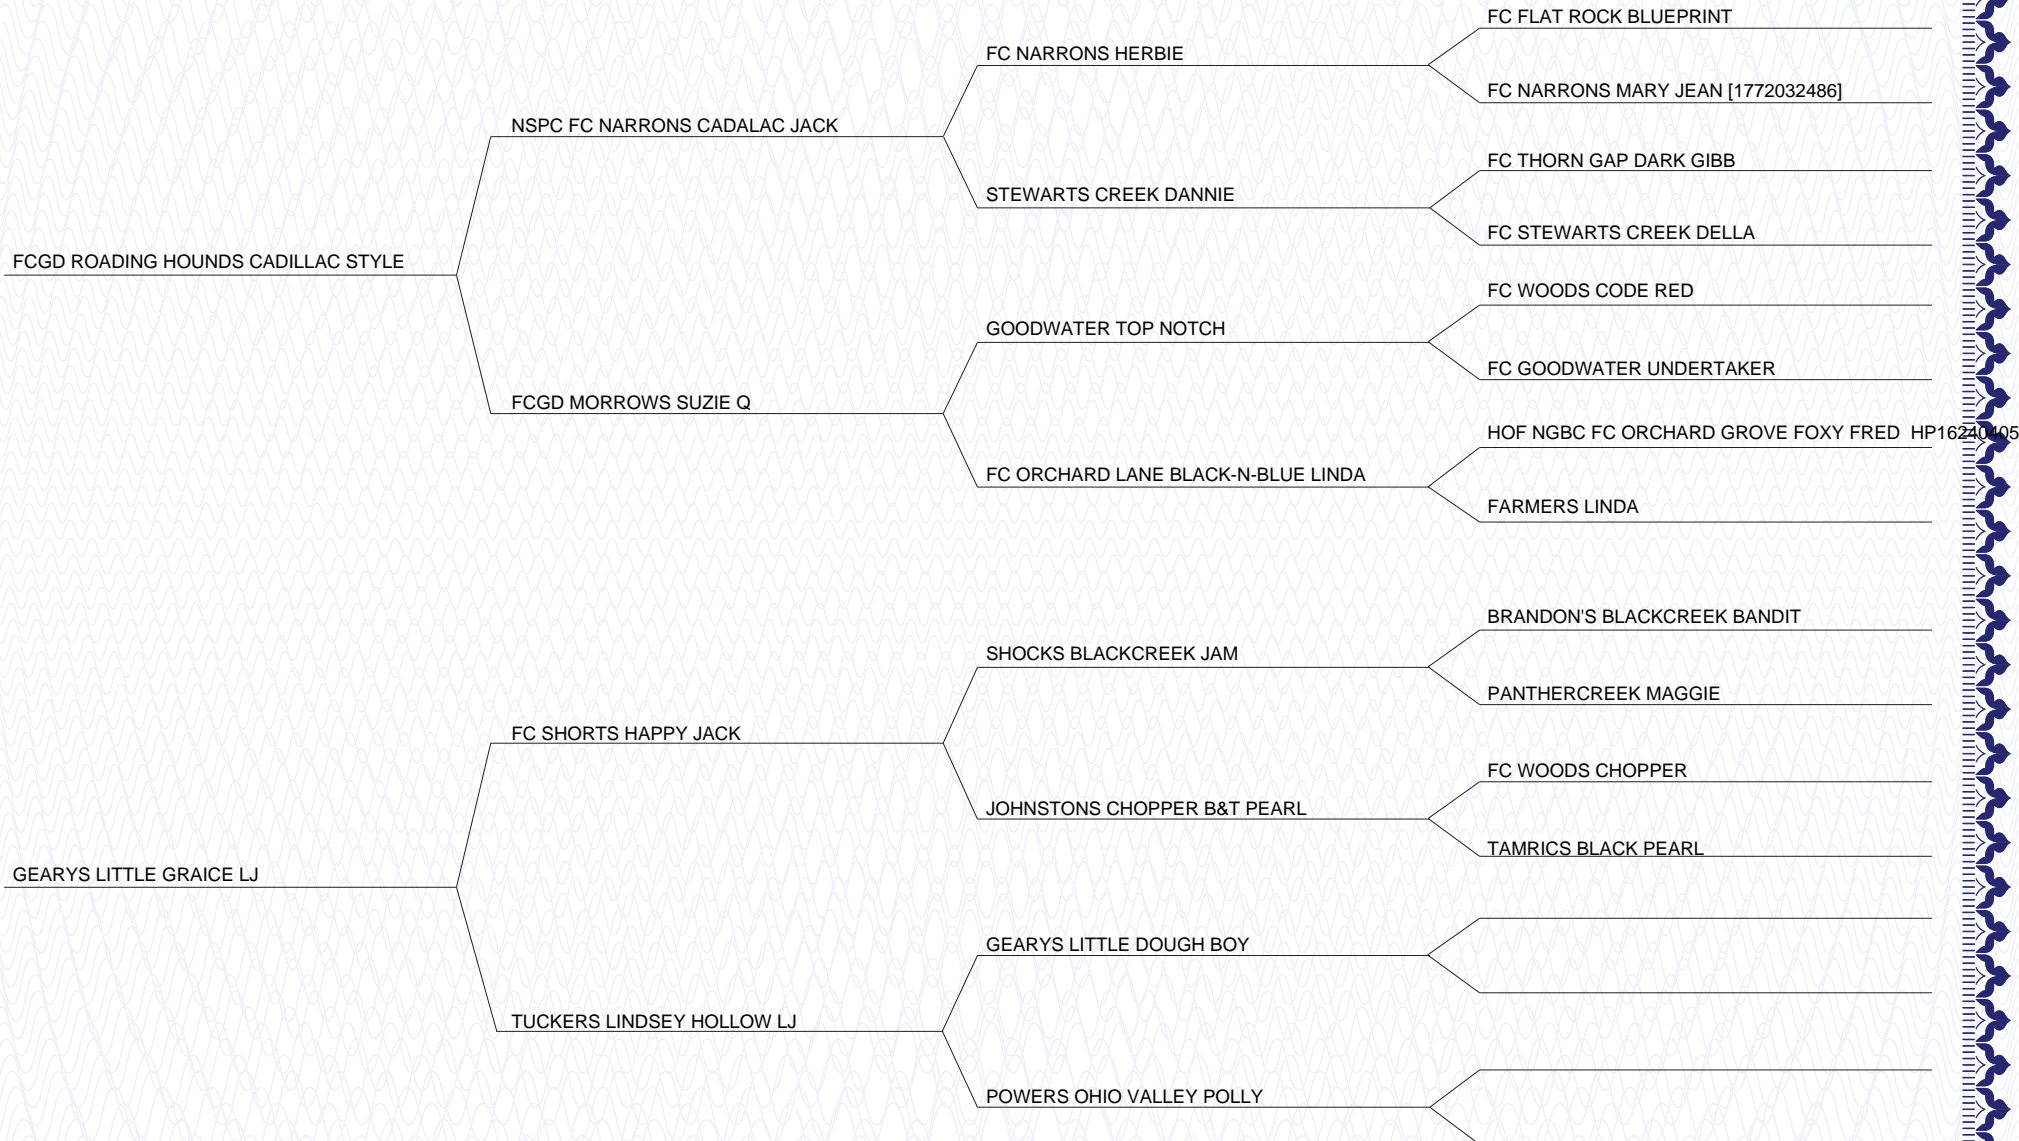 FC FLAT ROCK BLUEPRINT
FC NARRONS HERBIE
FC NARRONS MARY JEAN [1772032486]
NSPC FC NARRONS CADALAC JACK
FC THORN GAP DARK GIBB
STEWARTS CREEK DANNIE
FC STEWARTS CREEK DELLA
FCGD ROADING HOUNDS CADILLAC STYLE
FC WOODS CODE RED
GOODWATER TOP NOTCH
FC GOODWATER UNDERTAKER
FCGD MORROWS SUZIE Q
HOF NGBC FC ORCHARD GROVE FOXY FRED HP16240405
FC ORCHARD LANE BLACK-N-BLUE LINDA
FARMERS LINDA
BRANDON'S BLACKCREEK BANDIT
SHOCKS BLACKCREEK JAM
PANTHERCREEK MAGGIE
FC SHORTS HAPPY JACK
FC WOODS CHOPPER
JOHNSTONS CHOPPER B&T PEARL
TAMRICS BLACK PEARL
GEARYS LITTLE GRAICE LJ
GEARYS LITTLE DOUGH BOY
TUCKERS LINDSEY HOLLOW LJ
POWERS OHIO VALLEY POLLY